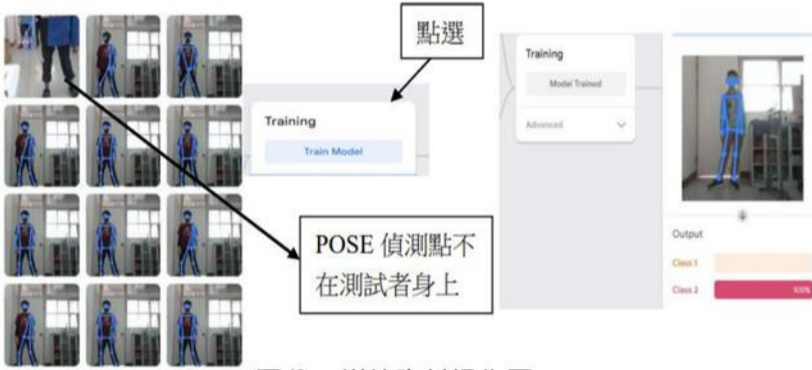 點選
Training
Train Model
POSE 偵測點不
在測試者身上
Training
Model Trained
Advanced
Output
Class 1
Class 2
100%